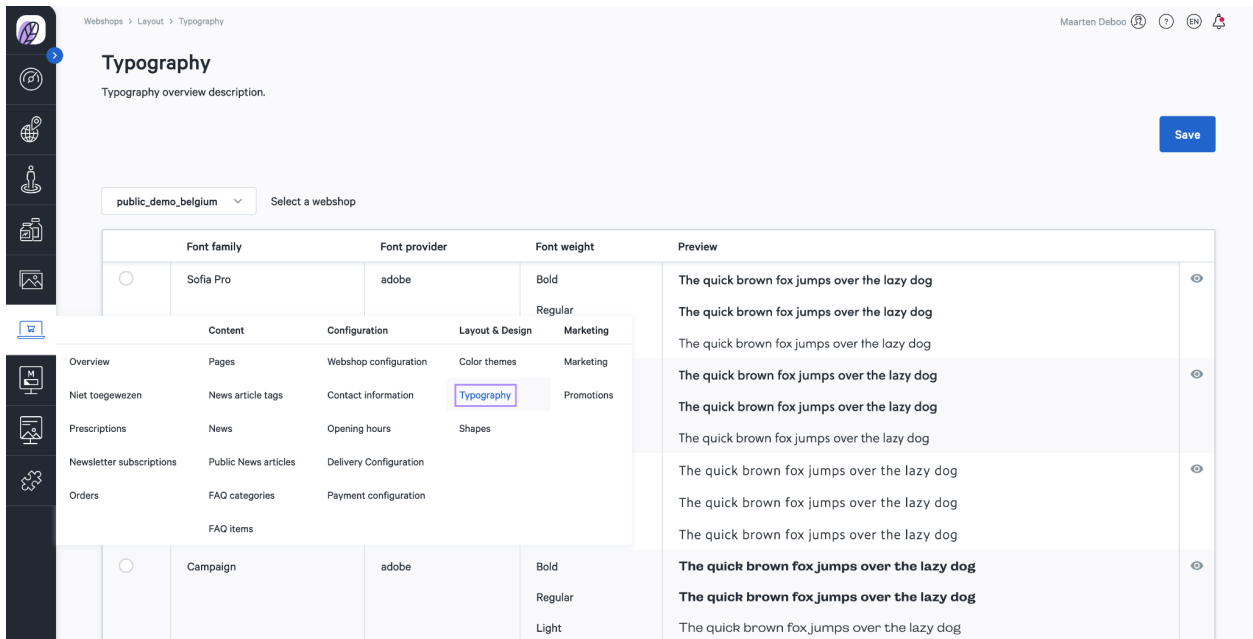 Webshops > Layout > Typography
Maarten Deboo
?
EN
Typography
Typography overview description.
Save
public_demo_belgium
Select a webshop
Font family Font provider Font weight Preview
Sofia Pro adobe Bold The quick brown fox jumps over the lazy dog
Regular The quick brown fox jumps over the lazy dog
The quick brown fox jumps over the lazy dog
The quick brown fox jumps over the lazy dog
The quick brown fox jumps over the lazy dog
The quick brown fox jumps over the lazy dog
The quick brown fox jumps over the lazy dog
The quick brown fox jumps over the lazy dog
The quick brown fox jumps over the lazy dog
Content Configuration Layout & Design Marketing
Overview Pages Webshop configuration Color themes Marketing
Niet toegewezen News article tags Contact information Typography Promotions
Prescriptions News Opening hours Shapes
Newsletter subscriptions Public News articles Delivery Configuration
Orders FAQ categories Payment configuration
FAQ items
M
Campaign adobe Bold The quick brown fox jumps over the lazy dog
Regular The quick brown fox jumps over the lazy dog
Light The quick brown fox jumps over the lazy dog